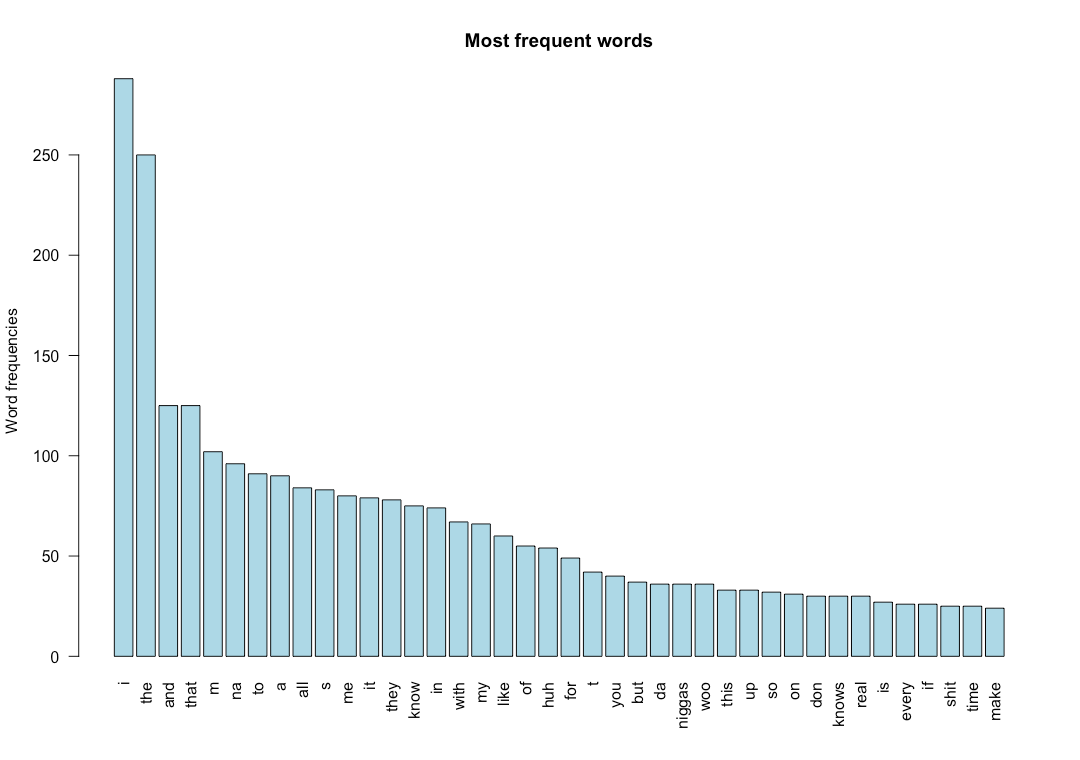 Most frequent words
Word frequencies
250
200
150
100
50
0
i
the
and
that
m
na
to
a
all
s
me
it
they
know
in
with
my
like
of
huh
for
t
you
but
da
niggas
woo
this
up
so
on
don
knows
real
is
every
if
shit
time
make